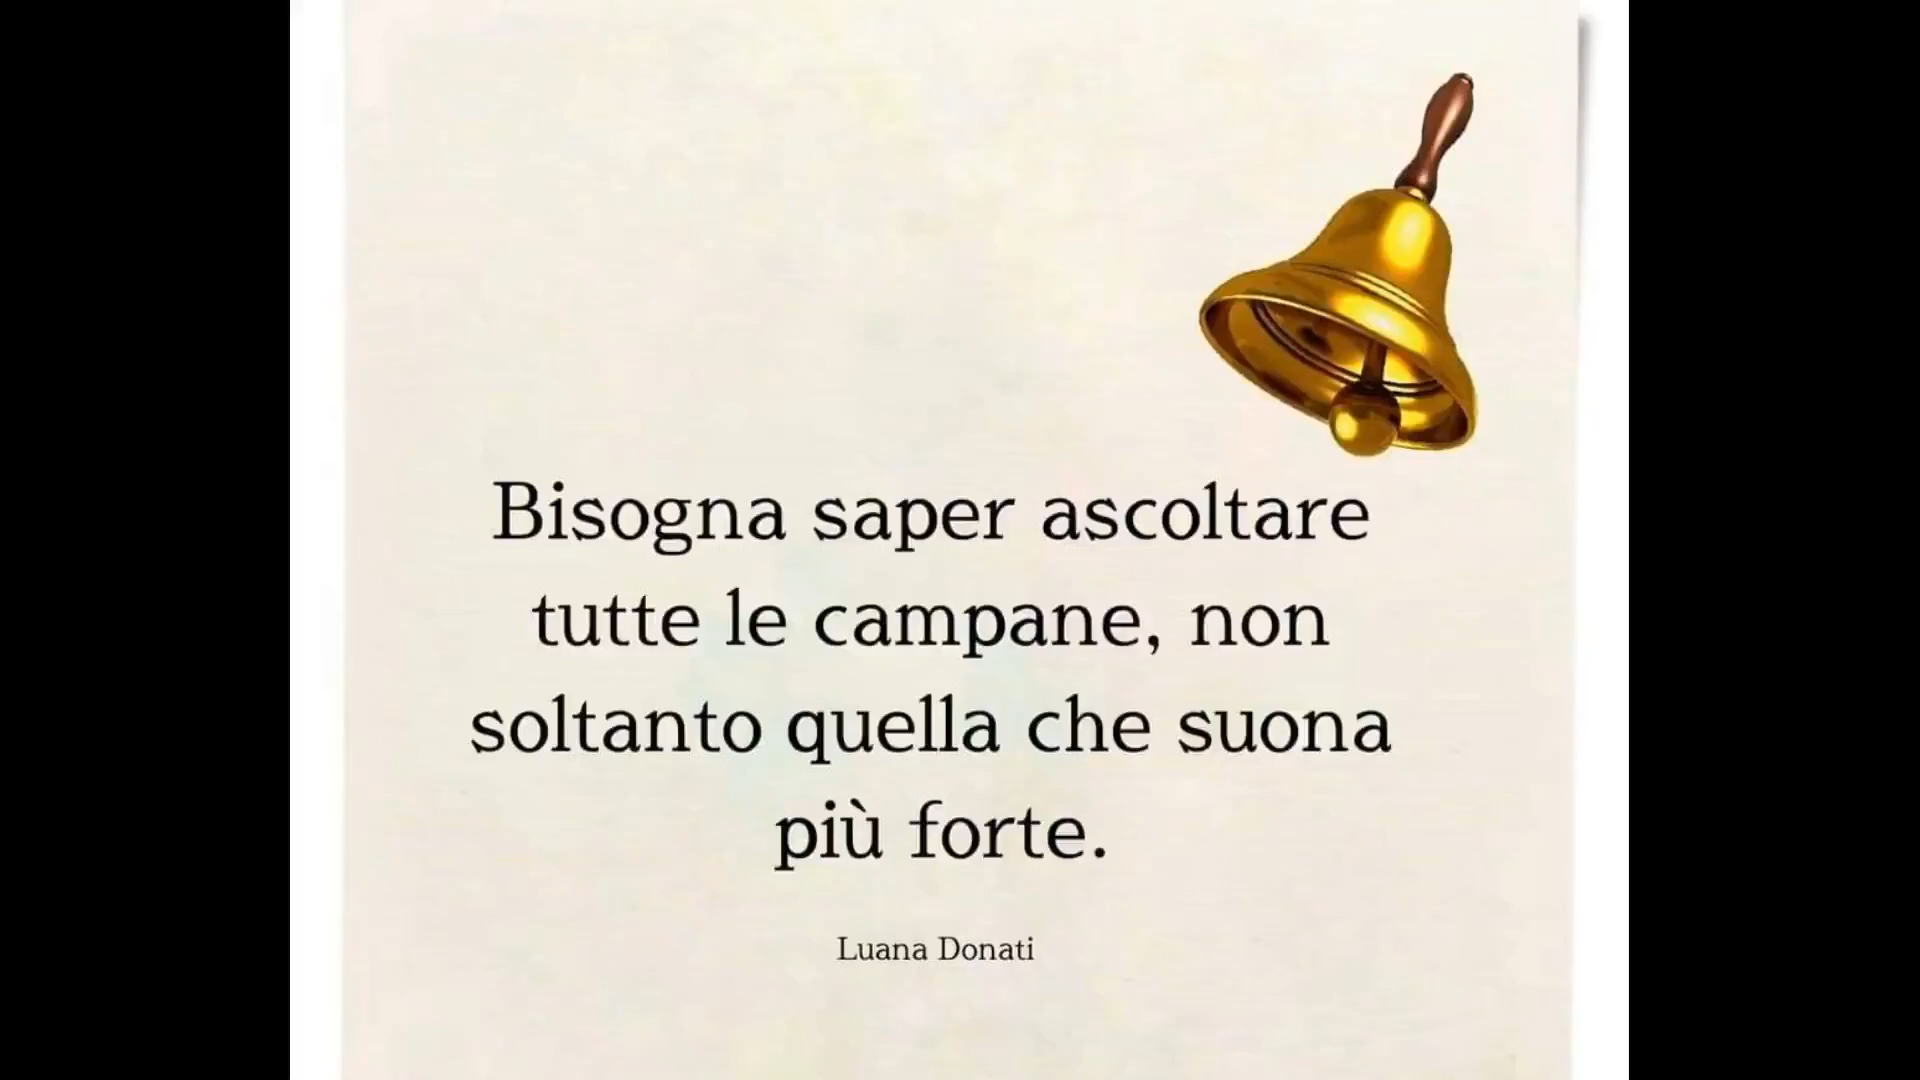 Bisogna saper ascoltare
tutte le campane, non
soltanto quella che suona
più forte.
Luana Donati